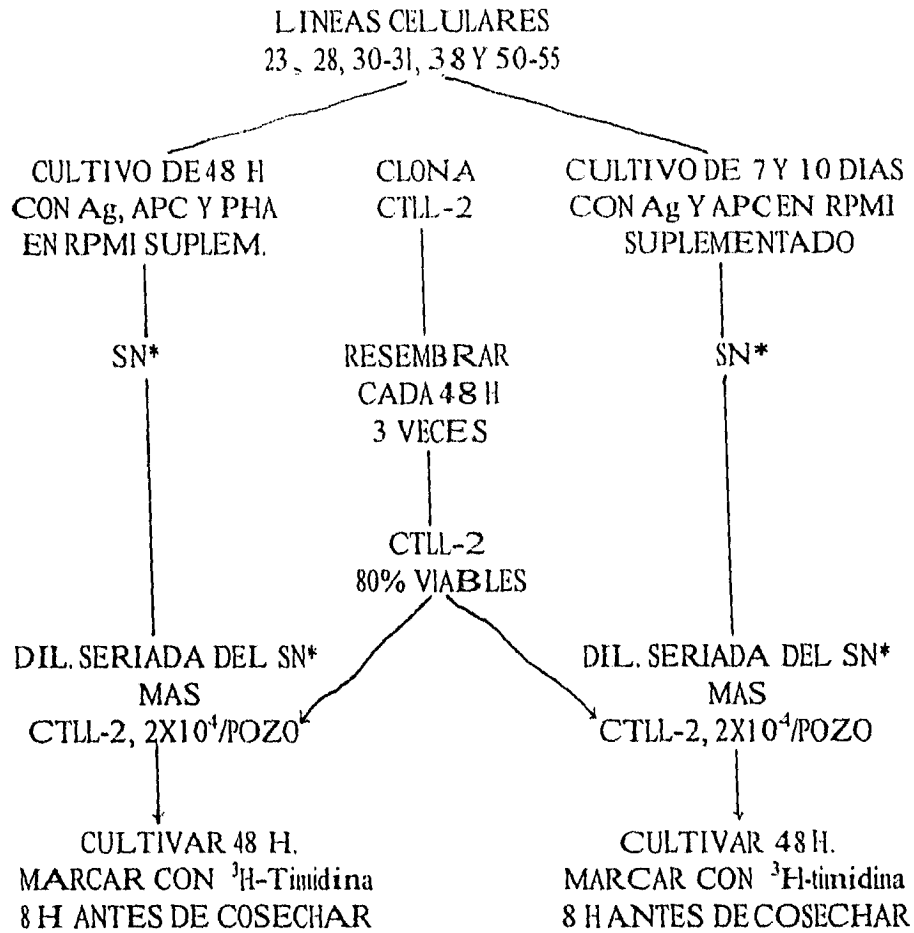 LINEAS CELULARES
23, 28, 30-31, 38 Y 50-55
CULTIVO DE 48 H
CON Ag, APC Y PHA
EN RPMI SUPLEM.
CLONA
CTLL-2
CULTIVO DE 7 Y 10 DIAS
CON Ag Y APC EN RPMI
SUPLEMENTADO
SN*
RESEMBRAR
CADA 48 H
3 VECES
SN*
CTLL-2
80% VIABLES
DIL. SERIADA DEL SN*
MAS
CTLL-2, 2X10⁴/POZO
DIL. SERIADA DEL SN*
MAS
CTLL-2, 2X10⁴/POZO
CULTIVAR 48 H.
MARCAR CON ³H-Timidina
8 H ANTES DE COSECHAR
CULTIVAR 48 H.
MARCAR CON ³H-timidina
8 H ANTES DE COSECHAR